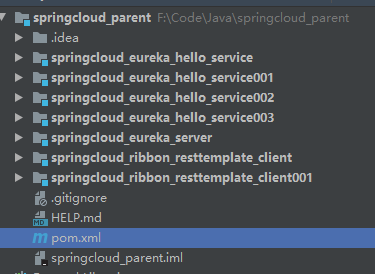 springcloud_parent F:\Code\Java\springcloud_parent
.idea
springcloud_eureka_hello_service
springcloud_eureka_hello_service001
springcloud_eureka_hello_service002
springcloud_eureka_hello_service003
springcloud_eureka_server
springcloud_ribbon_resttemplate_client
springcloud_ribbon_resttemplate_client001
.gitignore
HELP.md
pom.xml
springcloud_parent.iml